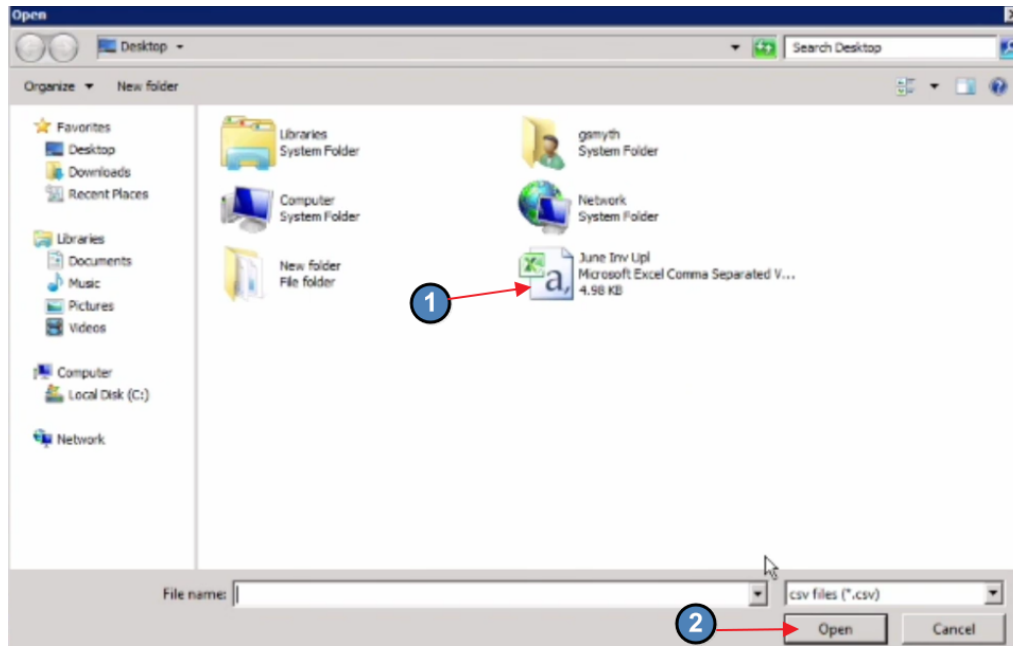 Open
Desktop
Search Desktop
Organize
New folder
Favorites
Desktop
Downloads
Recent Places
Libraries
Documents
Music
Pictures
Videos
Computer
Local Disk (C:)
Network
Libraries
System Folder
gsmyth
System Folder
Computer
System Folder
Network
System Folder
New folder
File folder
a,
June Inv Upl
Microsoft Excel Comma Separated V...
4.98 KB
1
File name:
csv files (*.csv)
2
Open
Cancel